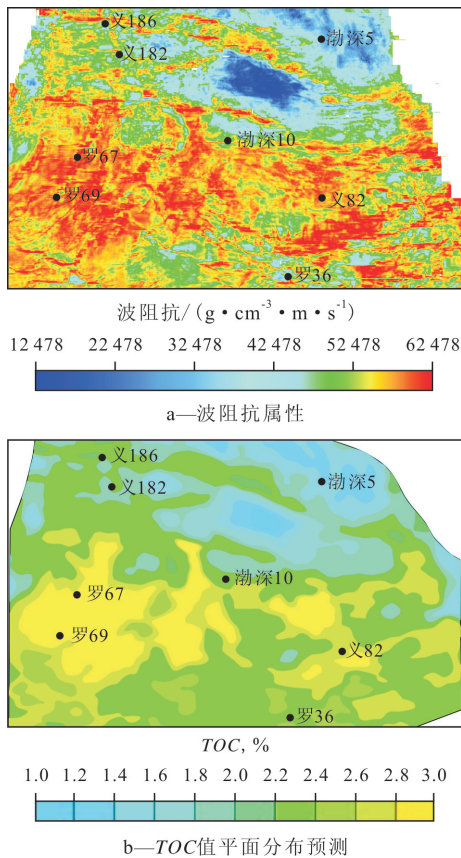 义186
渤深5
义182
渤深10
罗67
罗69
义82
罗36
波阻抗/(g·cm⁻³·m·s⁻¹)
12 478 22 478 32 478 42 478 52 478 62 478
a—波阻抗属性
义186
渤深5
义182
渤深10
罗67
罗69
义82
罗36
TOC, %
1.0 1.2 1.4 1.6 1.8 2.0 2.2 2.4 2.6 2.8 3.0
b—TOC值平面分布预测